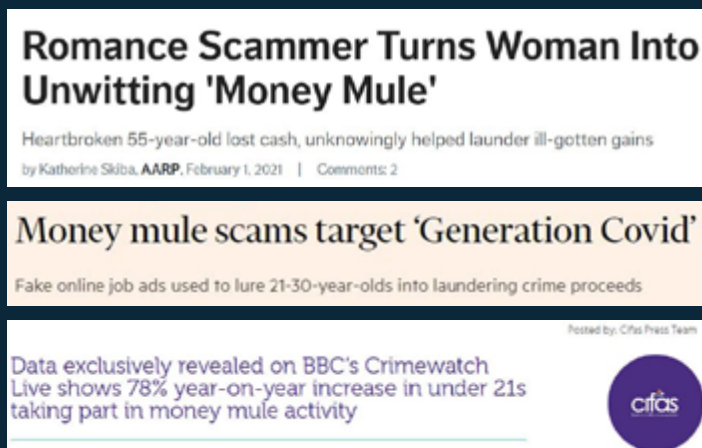 Romance Scammer Turns Woman Into
Unwitting 'Money Mule'
Heartbroken 55-year-old lost cash, unknowingly helped launder ill-gotten gains
by Katherine Skiba, AARP, February 1, 2021 | Comments: 2
Money mule scams target ‘Generation Covid’
Fake online job ads used to lure 21-30-year-olds into laundering crime proceeds
Posted by: Cifas Press Team
Data exclusively revealed on BBC's Crimewatch
Live shows 78% year-on-year increase in under 21s
taking part in money mule activity
cifas